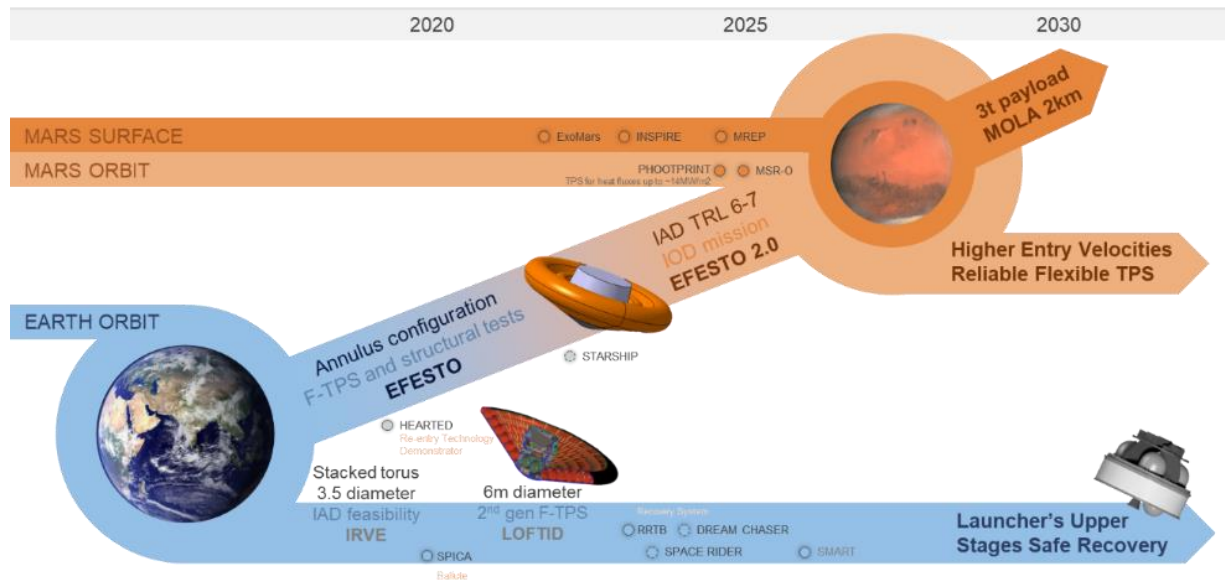 2020
2025
2030
3t payload
MOLA 2km
MARS SURFACE
ExoMars
INSPIRE
MREP
MARS ORBIT
PHOOTPRINT
MSR-O
TPS for heat fluxes up to ~14MW/m2
IAD TRL 6-7
IOD mission
EFESTO 2.0
Higher Entry Velocities
Reliable Flexible TPS
EARTH ORBIT
Annulus configuration
F-TPS and structural tests
EFESTO
STARSHIP
HEARTED
Re-entry Technology
Demonstrator
Stacked torus
3.5 diameter
IAD feasibility
IRVE
6m diameter
2nd gen F-TPS
LOFTID
Recovery System
RRTB
DREAM CHASER
SPACE RIDER
SMART
SPICA
Ballute
Launcher's Upper
Stages Safe Recovery